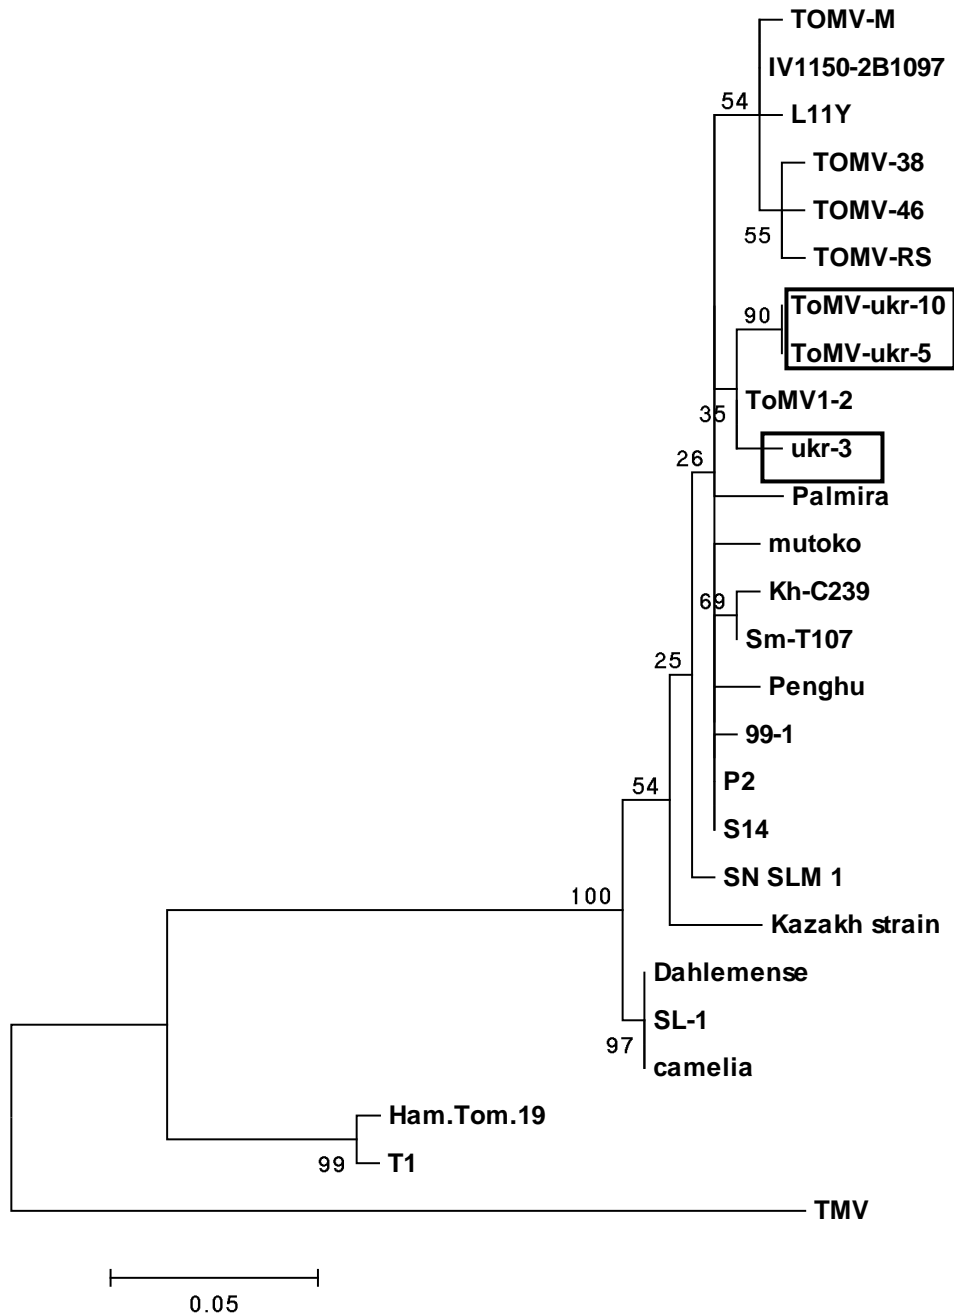 TOMV-M
IV1150-2B1097
54
L11Y
TOMV-38
TOMV-46
55
TOMV-RS
ToMV-ukr-10
90
ToMV-ukr-5
ToMV1-2
35
ukr-3
26
Palmira
mutoko
Kh-C239
69
Sm-T107
25
Penghu
99-1
P2
54
S14
SN SLM 1
100
Kazakh strain
Dahlemense
SL-1
97
camelia
Ham.Tom.19
99
T1
TMV
0.05